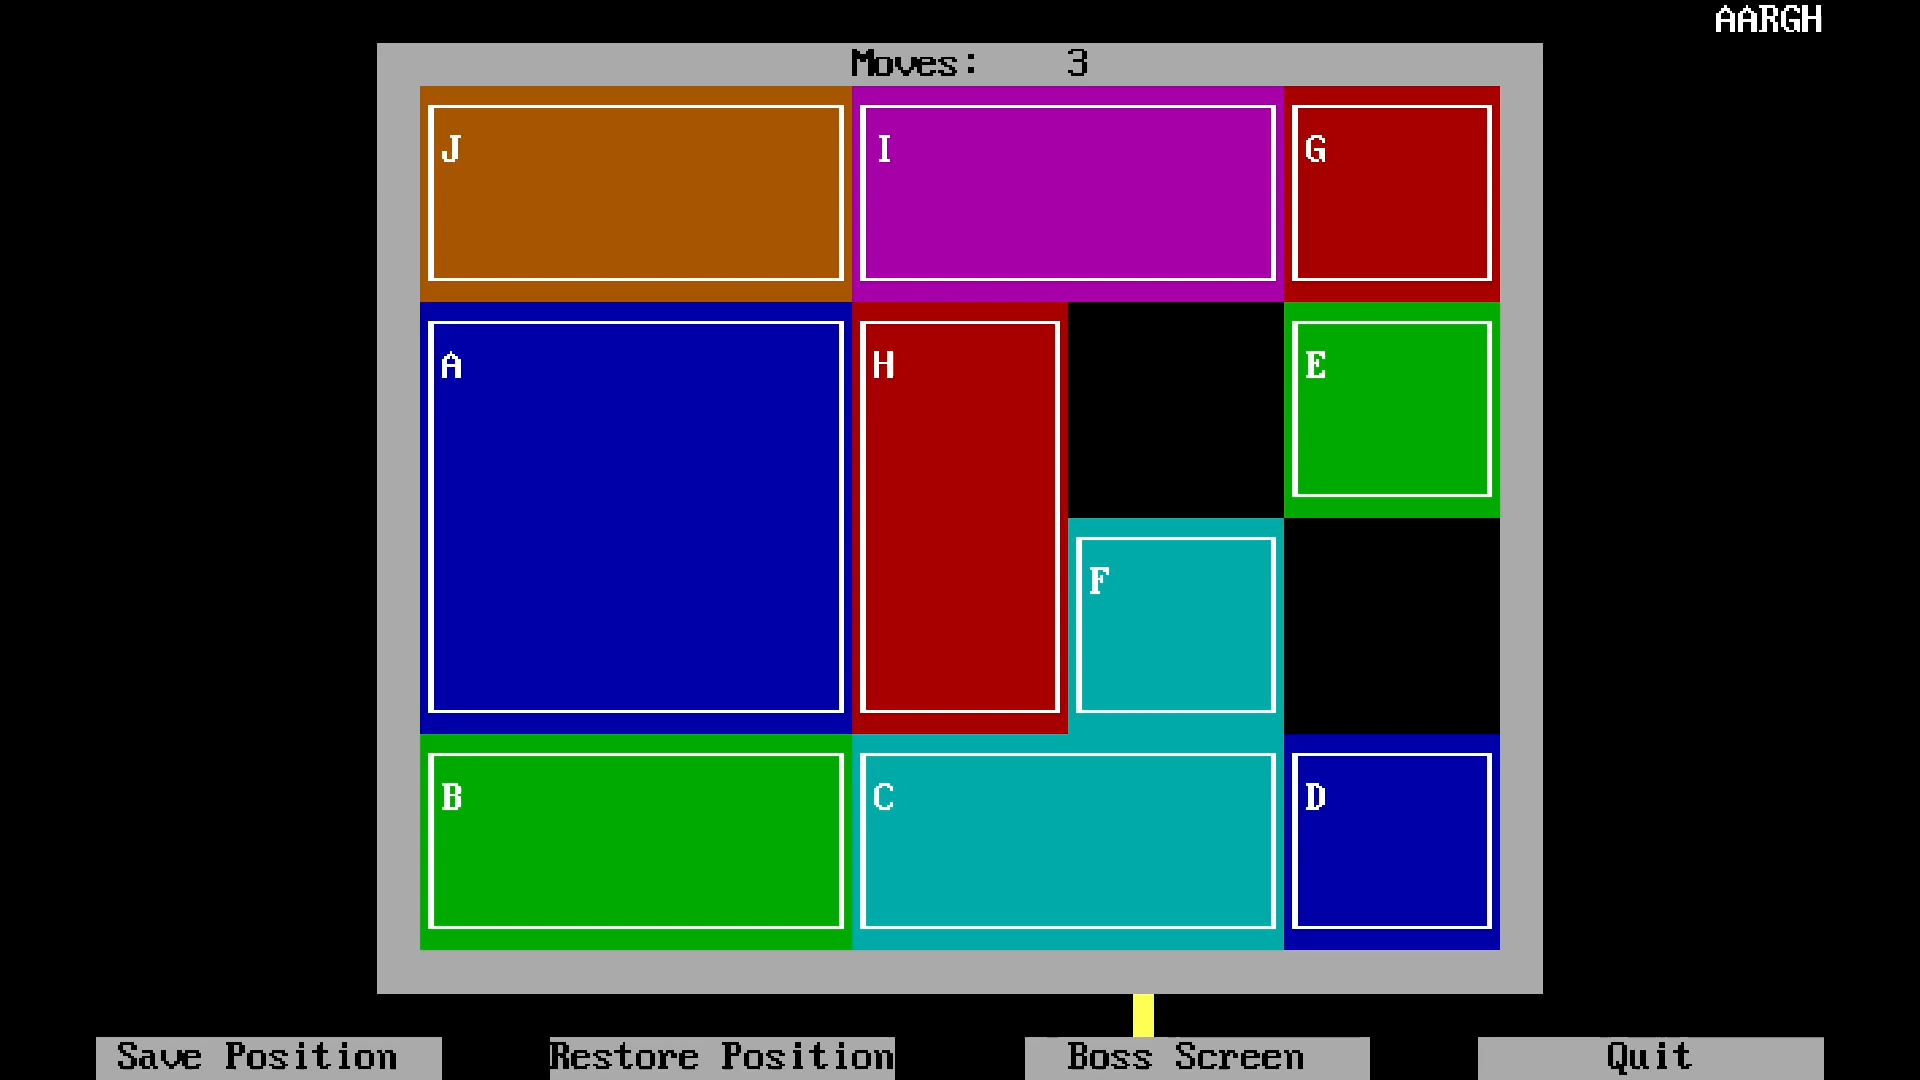 AARGH
Moves: 3
J I G
A H E
F
B C D
Save Position Restore Position Boss Screen Quit